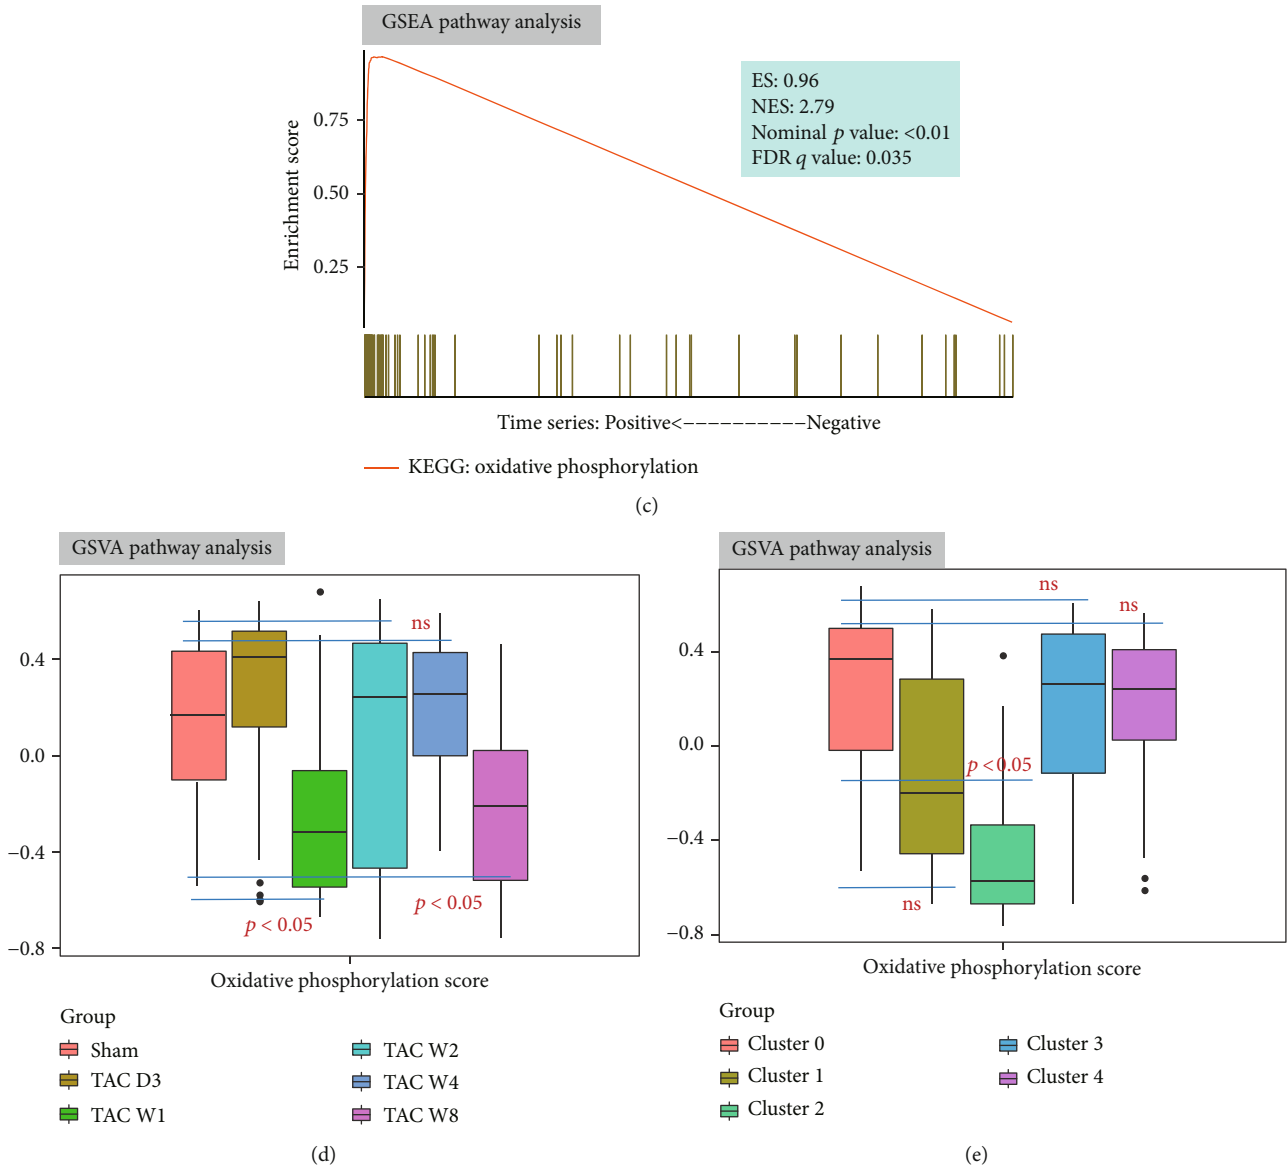 GSEA pathway analysis
ES: 0.96
NES: 2.79
Nominal p value: <0.01
FDR q value: 0.035
0.75
0.50
0.25
Enrichment score
Time series: Positive<−−−−−−−−−−Negative
KEGG: oxidative phosphorylation
(c)
GSVA pathway analysis
0.4
0.0
−0.4
−0.8
ns
p < 0.05
p < 0.05
Oxidative phosphorylation score
Group
Sham
TAC D3
TAC W1
TAC W2
TAC W4
TAC W8
(d)
GSVA pathway analysis
0.4
0.0
−0.4
−0.8
ns
ns
p < 0.05
ns
Oxidative phosphorylation score
Group
Cluster 0
Cluster 1
Cluster 2
Cluster 3
Cluster 4
(e)